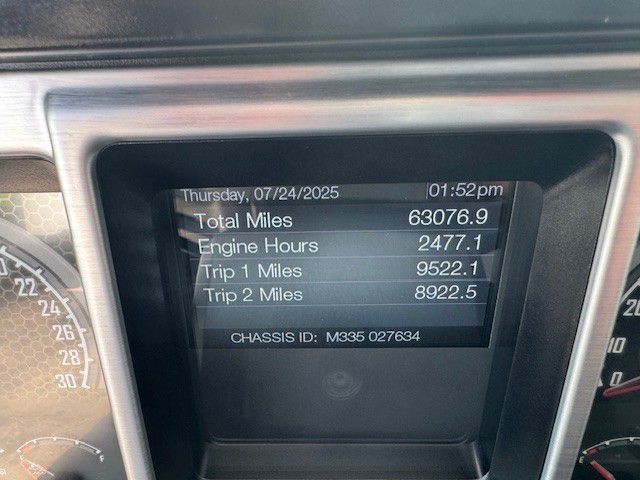 Thursday, 07/24/2025 01:52pm
Total Miles 63076.9
Engine Hours 2477.1
Trip 1 Miles 9522.1
Trip 2 Miles 8922.5
CHASSIS ID: M335 027634
20
22
24
26
28
30
20
10
0